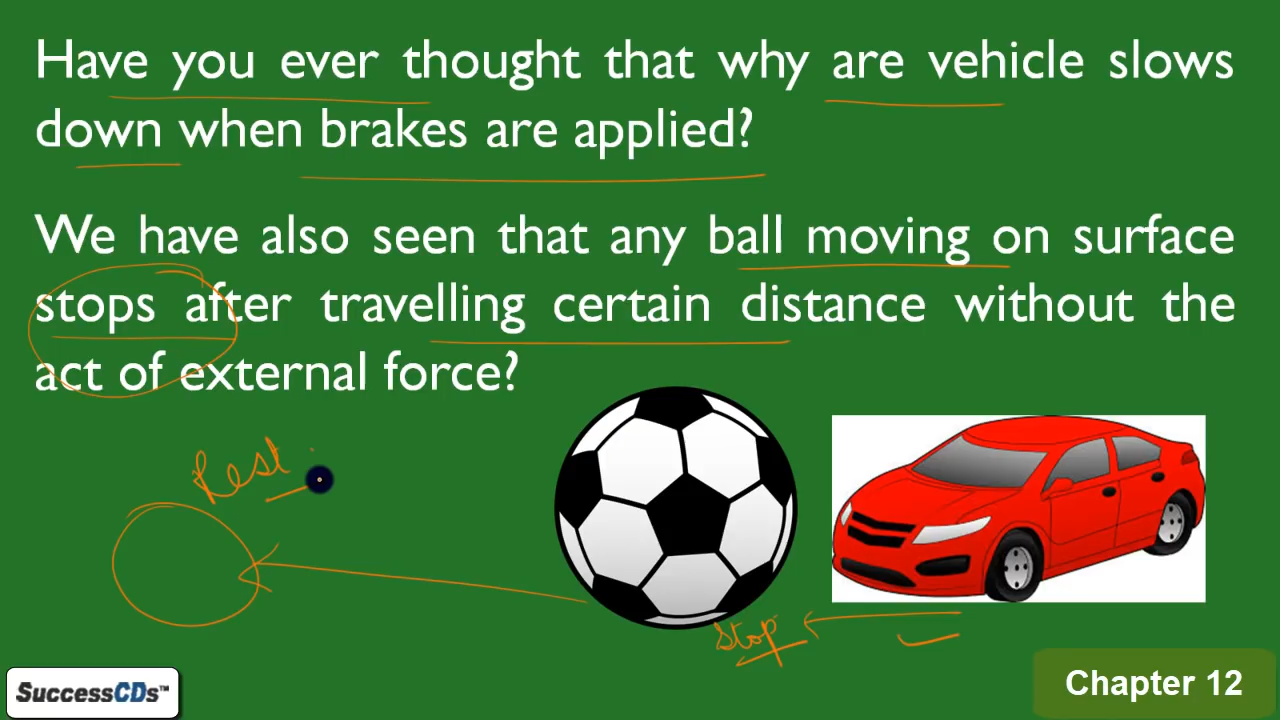 Have you ever thought that why are vehicle slows
down when brakes are applied?
We have also seen that any ball moving on surface
stops after travelling certain distance without the
act of external force?
Rest
Stop
SuccessCDs™
Chapter 12